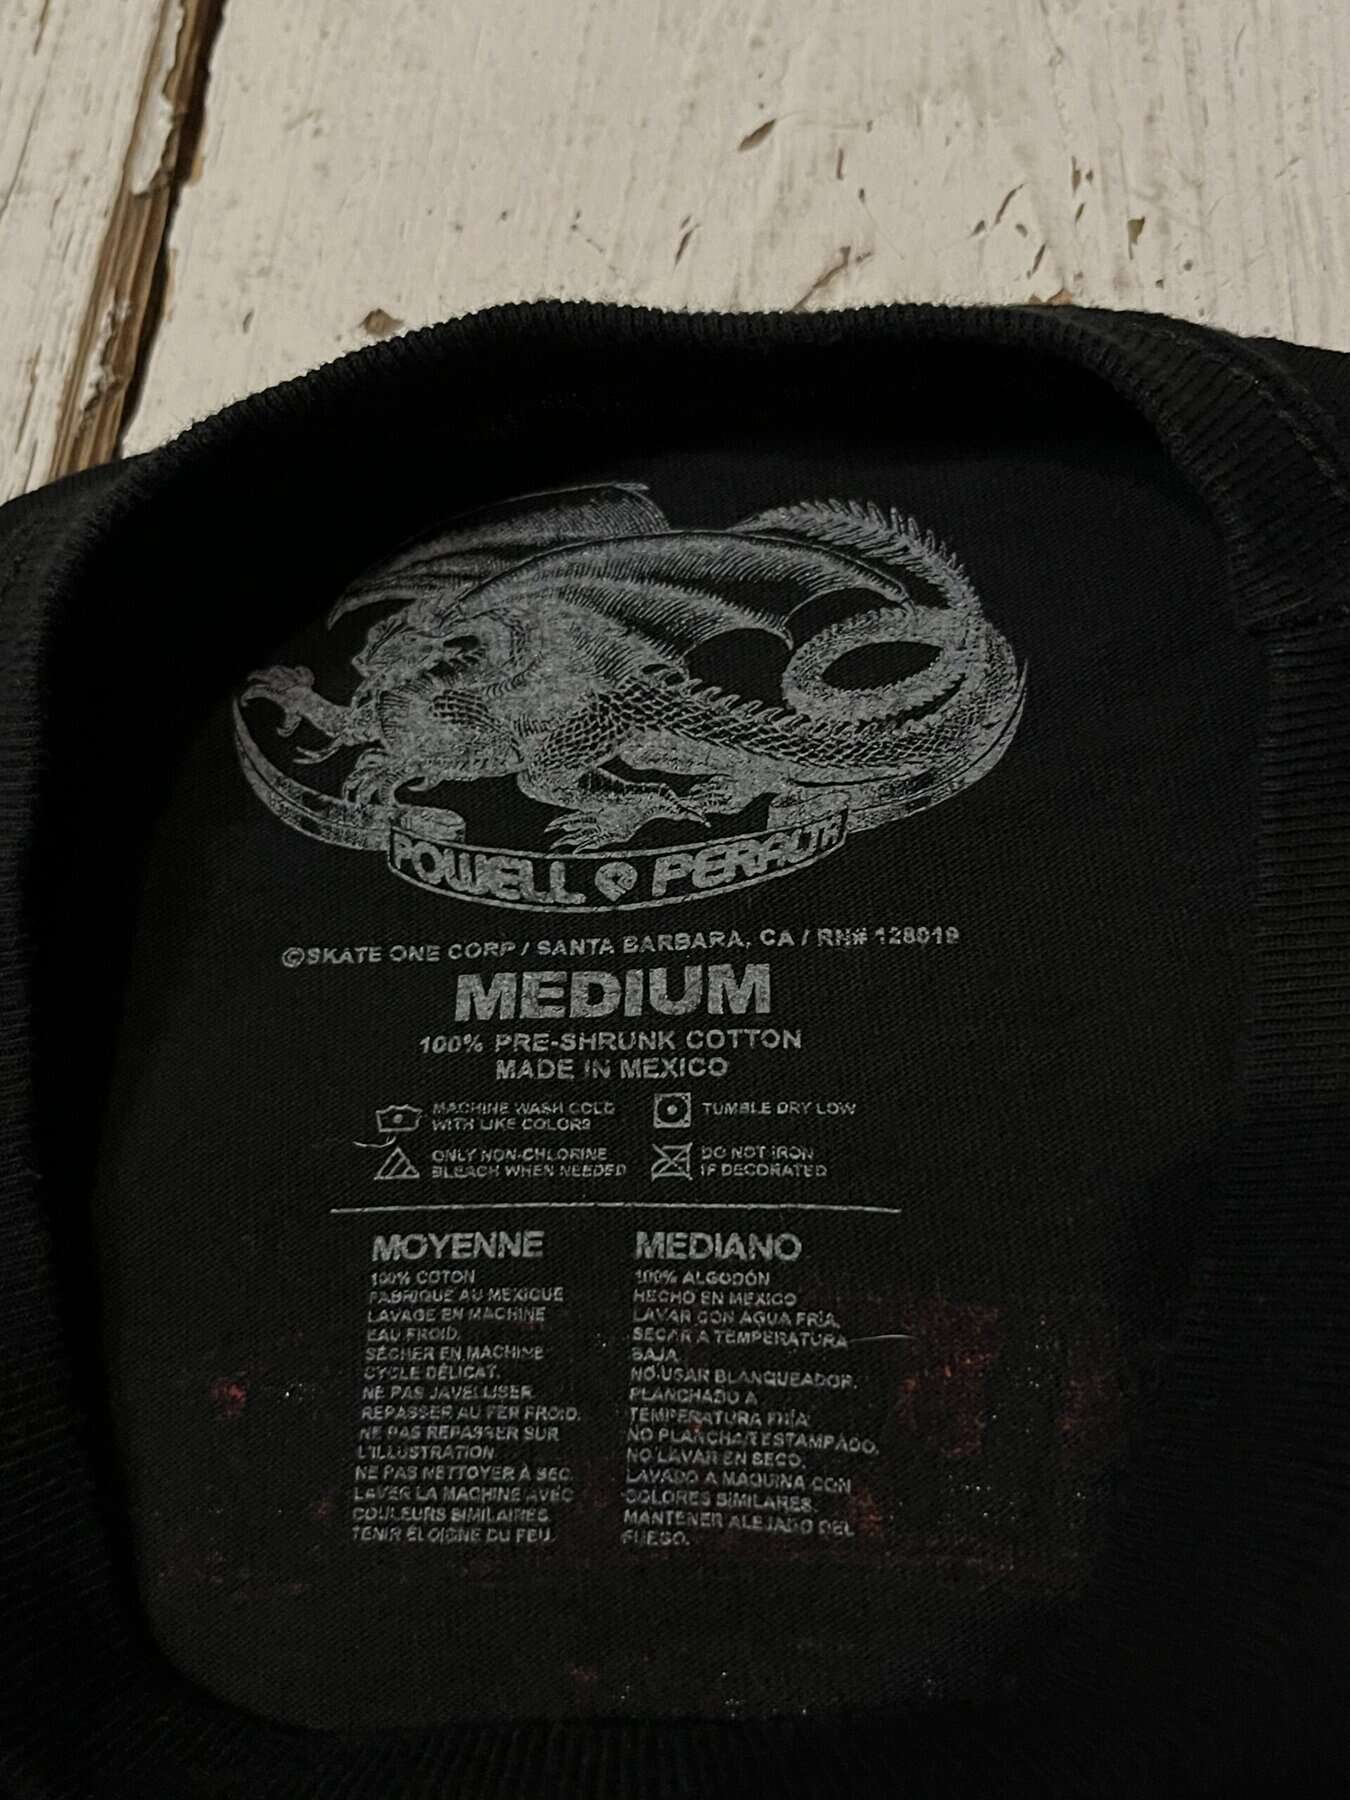 POWELL PERALTA
©SKATE ONE CORP / SANTA BARBARA, CA / RN# 128019
MEDIUM
100% PRE-SHRUNK COTTON
MADE IN MEXICO
MACHINE WASH COLD
WITH LIKE COLORS
TUMBLE DRY LOW
ONLY NON-CHLORINE
BLEACH WHEN NEEDED
DO NOT IRON
IF DECORATED
MOYENNE
100% COTON
FABRIQUE AU MEXIQUE
LAVAGE EN MACHINE
EAU FROID.
SÉCHER EN MACHINE
CYCLE DÉLICAT.
NE PAS JAVELLISER
REPASSER AU FER FROID.
NE PAS REPASSER SUR
L'ILLUSTRATION
NE PAS NETTOYER À SEC.
LAVER LA MACHINE AVEC
COULEURS SIMILAIRES
TENIR ELOIGNE DU FEU.
MEDIANO
100% ALGODÓN
HECHO EN MEXICO
LAVAR CON AGUA FRIA.
SECAR A TEMPERATURA
BAJA
NO USAR BLANQUEADOR.
PLANCHADO A
TEMPERATURA FRÍA
NO PLANCHAR ESTAMPADO.
NO LAVAR EN SECO.
LAVADO A MAQUINA CON
COLORES SIMILARES.
MANTENER ALEJADO DEL
FUEGO.